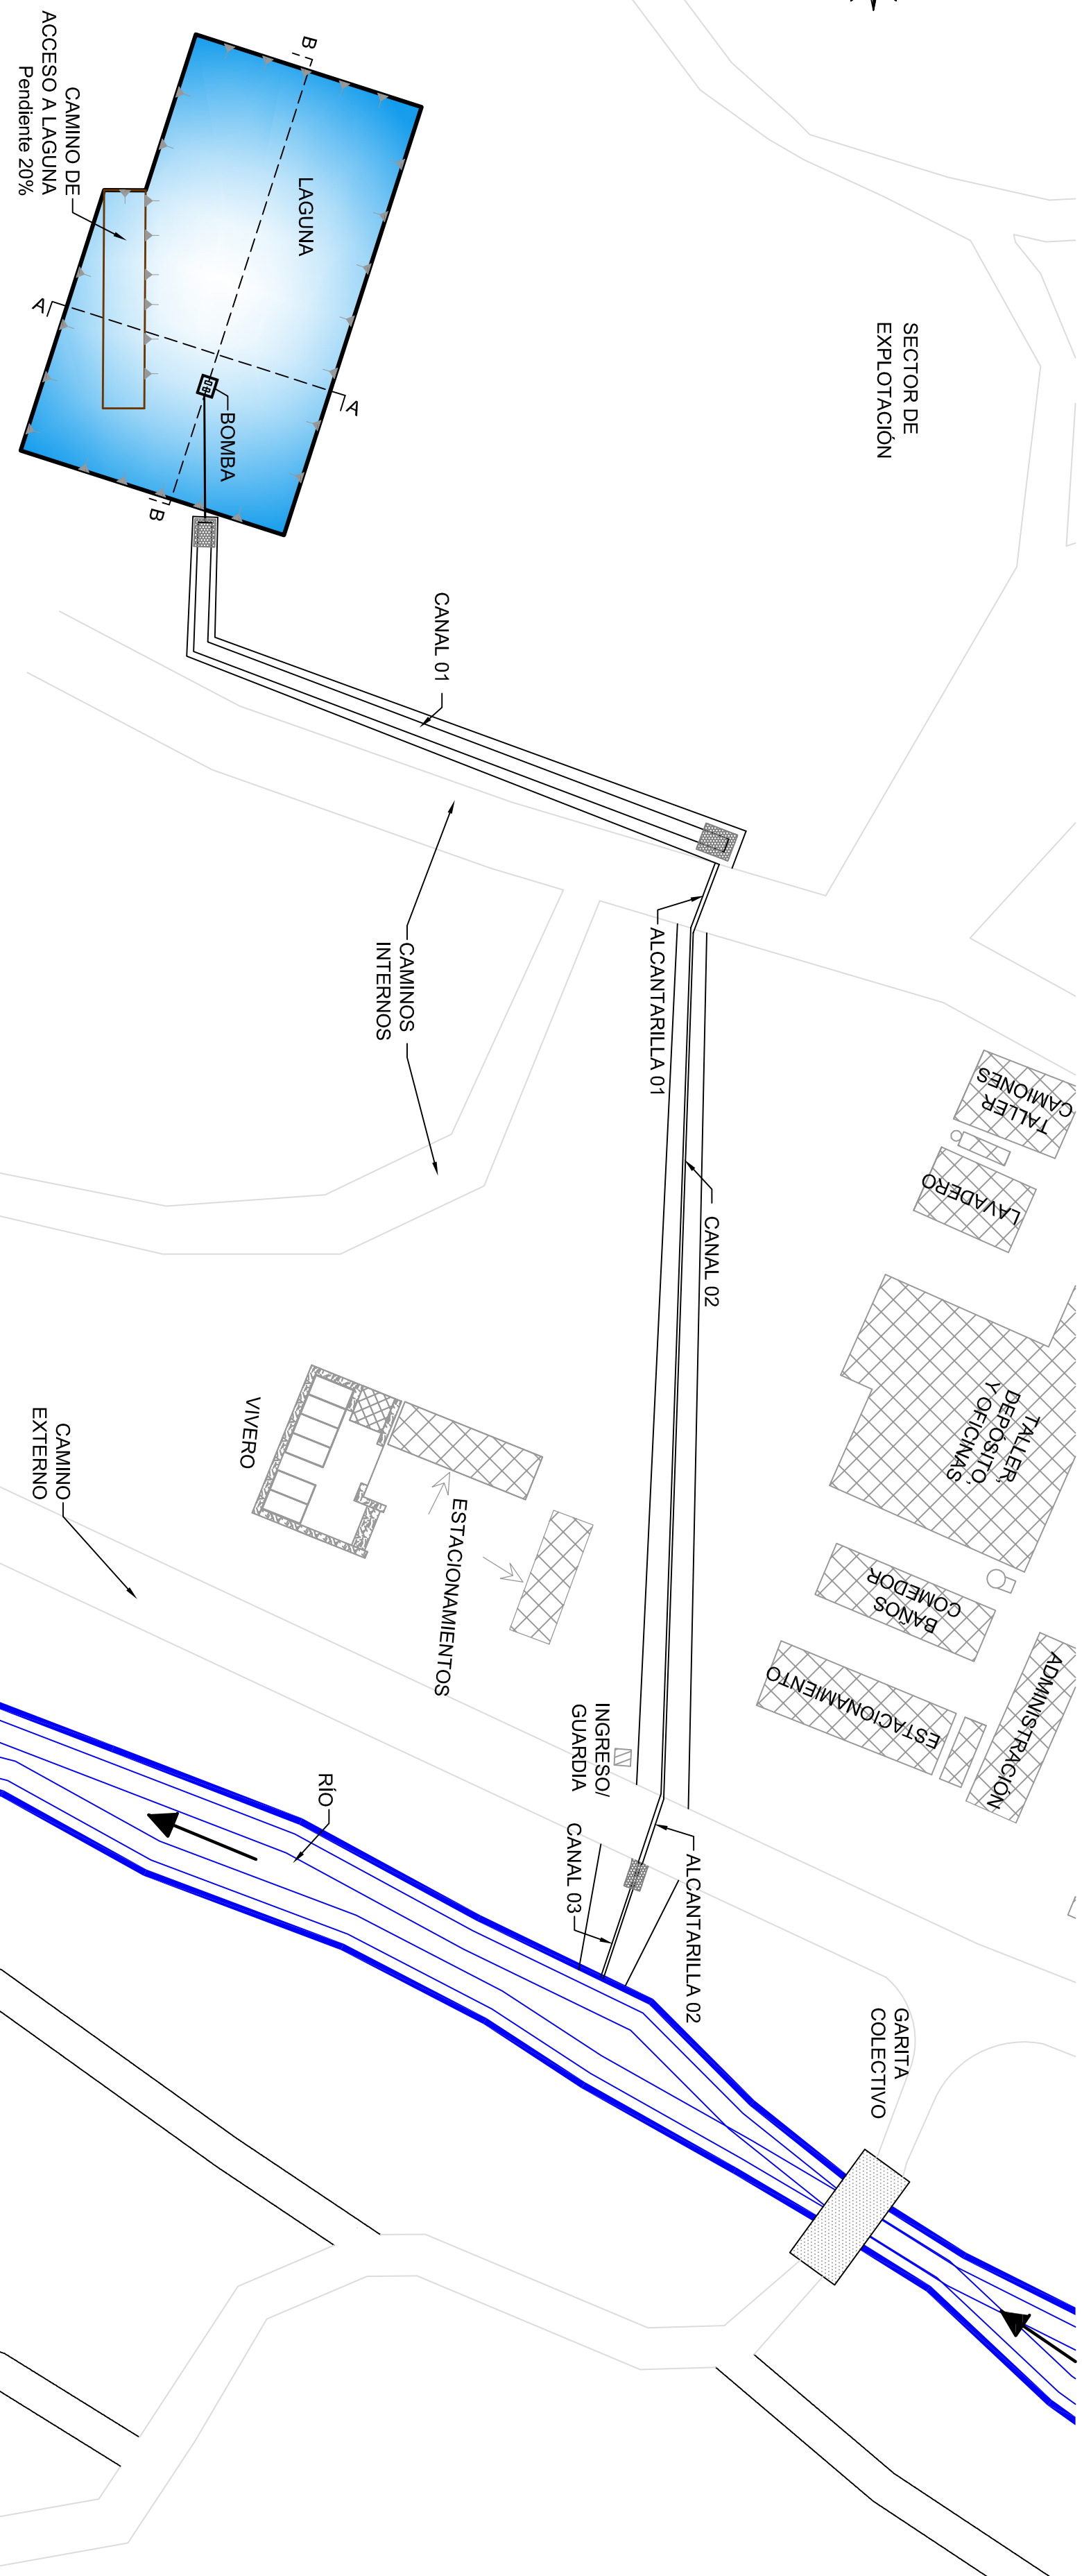 CAMINO DE
ACCESO A LAGUNA
Pendiente 20%
B
LAGUNA
A
A
BOMBA
B
SECTOR DE
EXPLOTACIÓN
CANAL 01
ALCANTARILLA 01
CAMINOS
INTERNOS
CANAL 02
TALLER
CAMIONES
LAVADERO
TALLER,
DEPÓSITO,
Y OFICINAS,
BAÑOS
COMEDOR
ESTACIONAMIENTO
ADMINISTRACIÓN
VIVERO
ESTACIONAMIENTOS
CAMINO
EXTERNO
INGRESO/
GUARDIA
RÍO
CANAL 03
ALCANTARILLA 02
GARITA
COLECTIVO